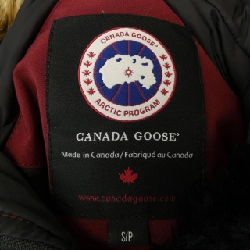 CANADA GOOSE
ARCTIC PROGRAM
CANADA GOOSE®
Made in Canada/Fabriqué au Canada
www.canadagoose.com
S/P